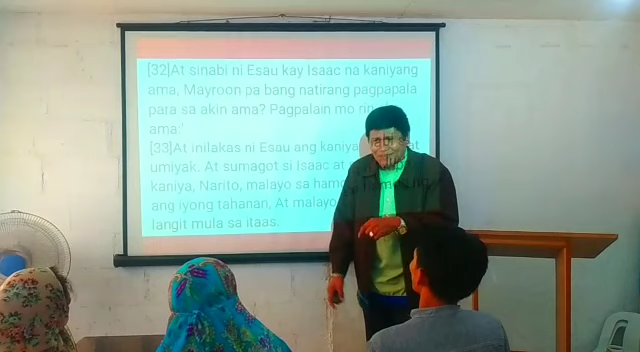 [32]At sinabi ni Esau kay Isaac na kaniyang
ama, Mayroon pa bang natirang pagpapala
para sa akin ama? Pagpalain mo rin
ama:'
[33]At inilakas ni Esau ang at
umiyak. At sumagot si Isaac at
kaniya, Narito, malayo sa
ang iyong tahanan, At malayo
langit mula sa itaas.